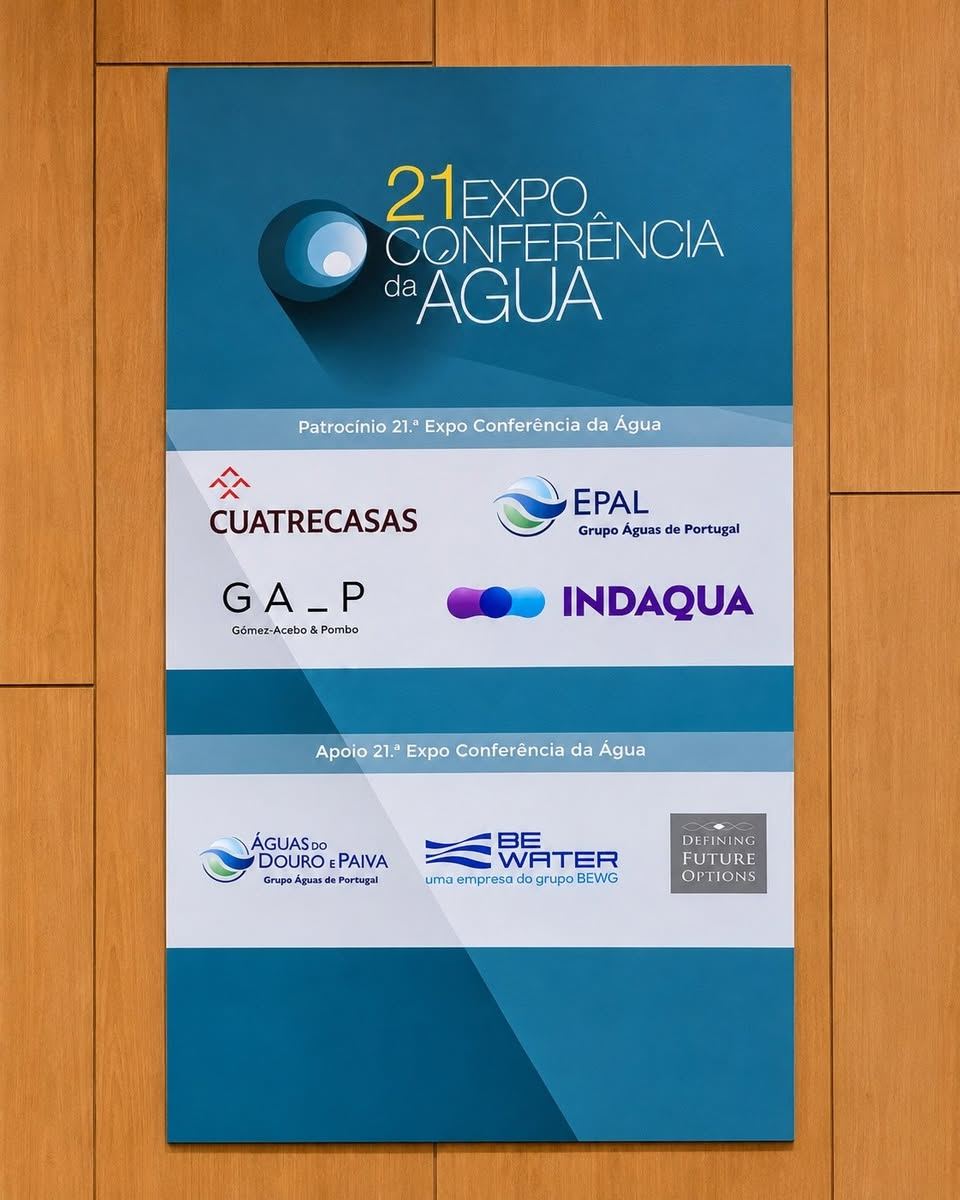 21 EXPO
CONFERÊNCIA
da ÁGUA
Patrocínio 21.ª Expo Conferência da Água
CUATRECASAS
EPAL
Grupo Águas de Portugal
GA_P
Gómez-Acebo & Pombo
INDAQUA
Apoio 21.ª Expo Conferência da Água
ÁGUAS DO
DOURO E PAIVA
Grupo Águas de Portugal
BE
WATER
uma empresa do grupo BEWG
DEFINING
FUTURE
OPTIONS